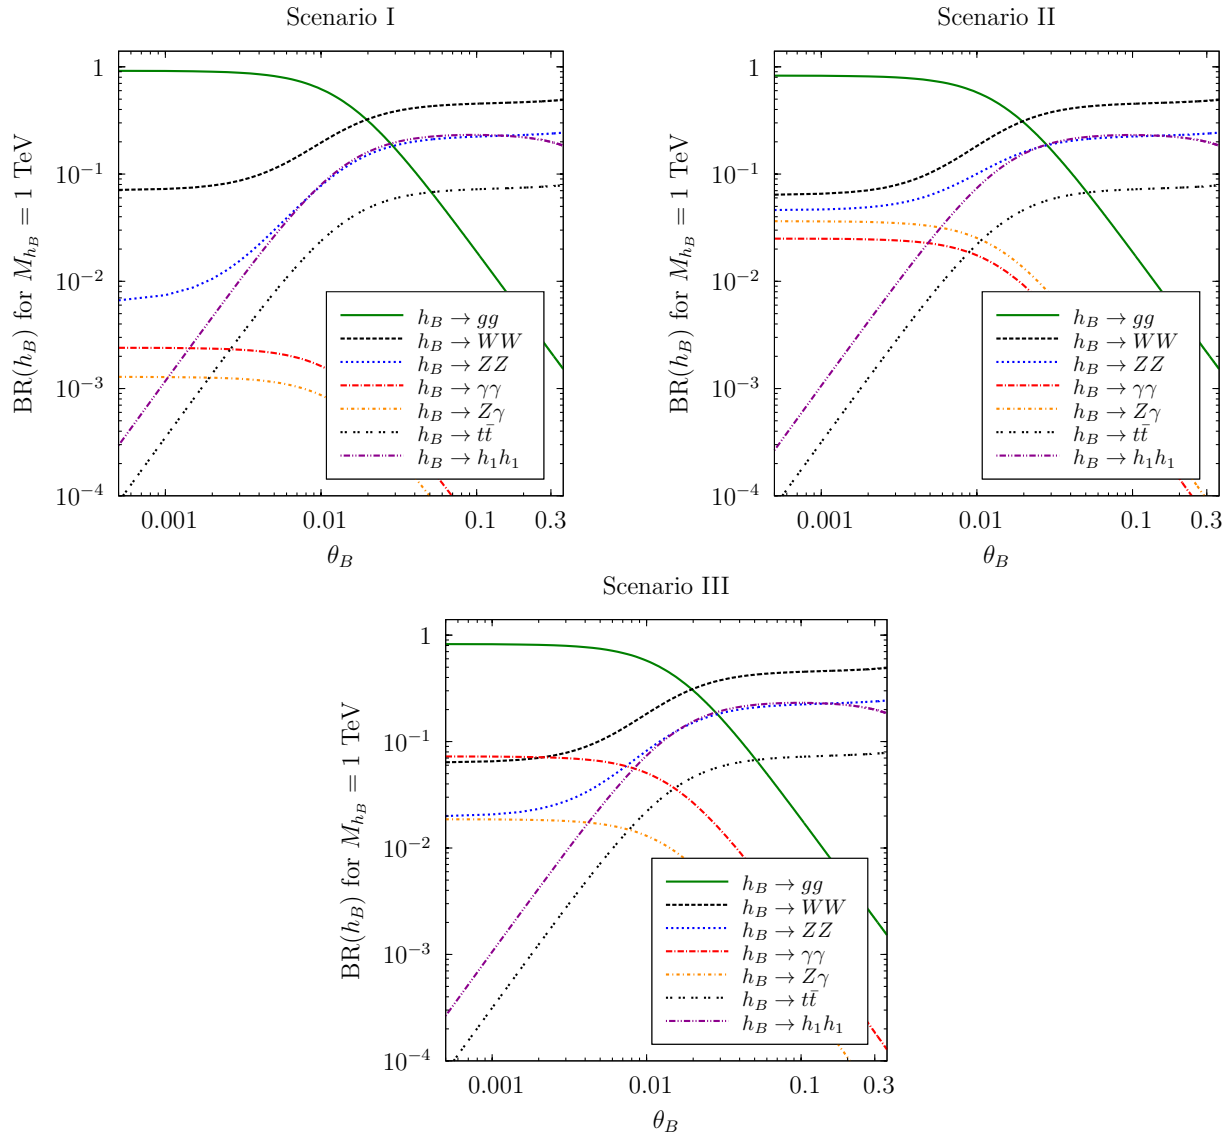 Scenario I
BR(h_B) for M_{h_B} = 1 TeV
1
10^{−1}
10^{−2}
10^{−3}
10^{−4}
0.001
0.01
0.1
0.3
θ_B
h_B → gg
h_B → WW
h_B → ZZ
h_B → γγ
h_B → Zγ
h_B → tt̄
h_B → h_1h_1
Scenario II
BR(h_B) for M_{h_B} = 1 TeV
1
10^{−1}
10^{−2}
10^{−3}
10^{−4}
0.001
0.01
0.1
0.3
θ_B
h_B → gg
h_B → WW
h_B → ZZ
h_B → γγ
h_B → Zγ
h_B → tt̄
h_B → h_1h_1
Scenario III
BR(h_B) for M_{h_B} = 1 TeV
1
10^{−1}
10^{−2}
10^{−3}
10^{−4}
0.001
0.01
0.1
0.3
θ_B
h_B → gg
h_B → WW
h_B → ZZ
h_B → γγ
h_B → Zγ
h_B → tt̄
h_B → h_1h_1